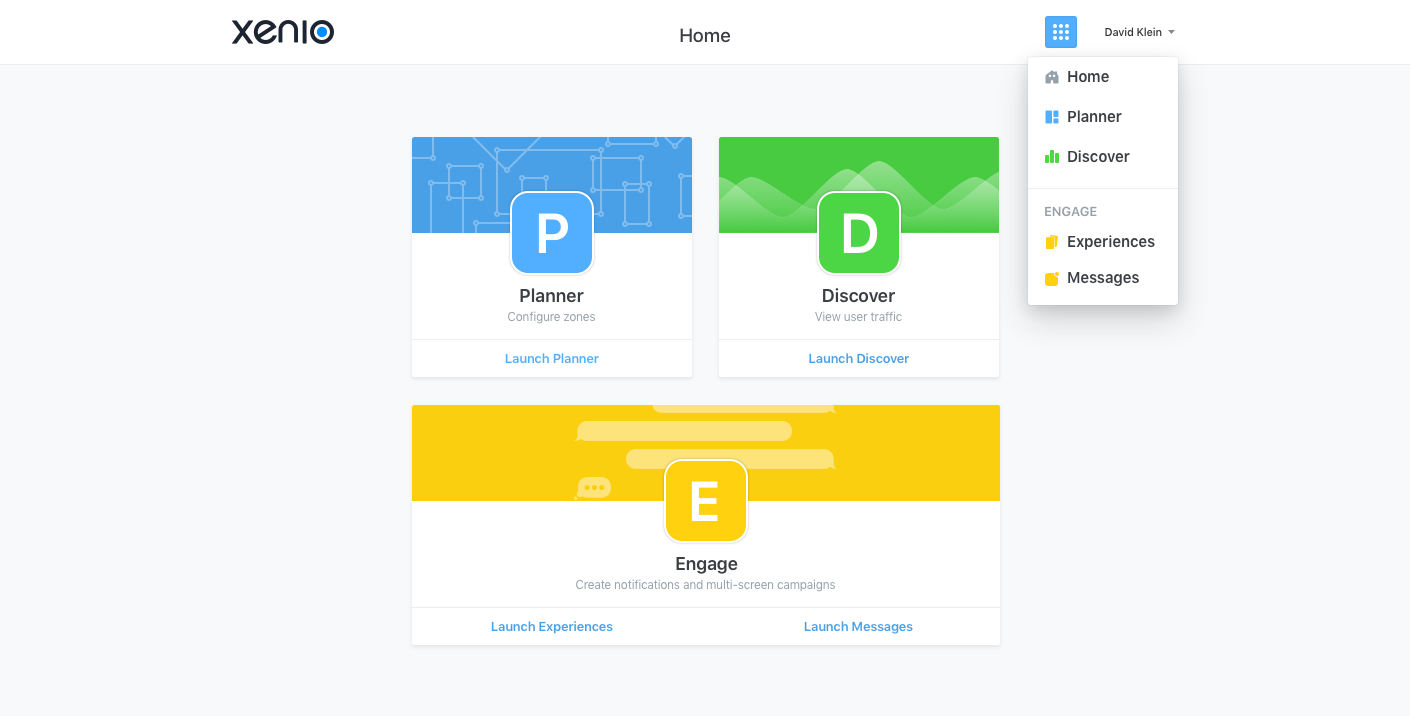 xenio
Home
David Klein
Home
Planner
Discover
ENGAGE
Experiences
Messages
P
Planner
Configure zones
Launch Planner
D
Discover
View user traffic
Launch Discover
E
Engage
Create notifications and multi-screen campaigns
Launch Experiences
Launch Messages